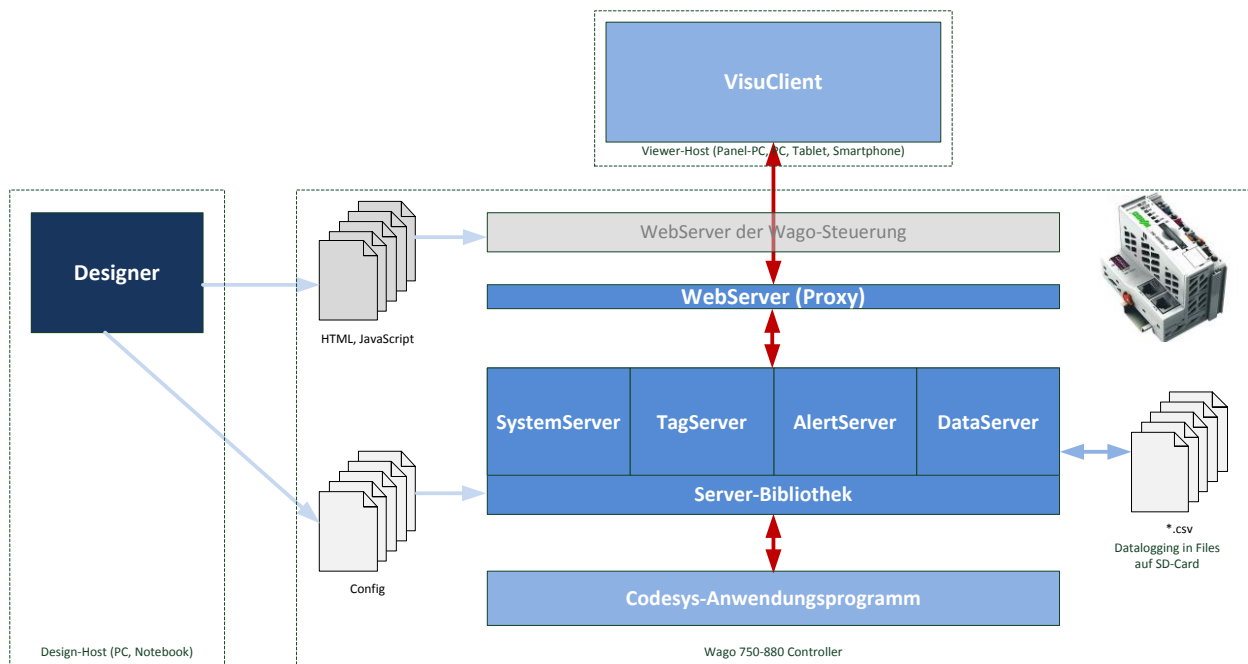 VisuClient
Viewer-Host (Panel-PC, PC, Tablet, Smartphone)
Designer
WebServer der Wago-Steuerung
WebServer (Proxy)
HTML, JavaScript
SystemServer
TagServer
AlertServer
DataServer
Server-Bibliothek
*.csv
Datalogging in Files
auf SD-Card
Config
Codesys-Anwendungsprogramm
Design-Host (PC, Notebook)
Wago 750-880 Controller